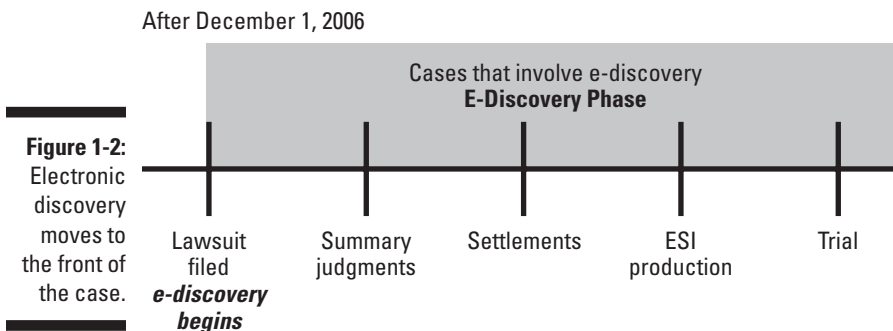 After December 1, 2006
Cases that involve e-discovery
E-Discovery Phase
Figure 1-2:
Electronic
discovery
moves to
the front of
the case.
Lawsuit
filed
e-discovery
begins
Summary
judgments
Settlements
ESI
production
Trial